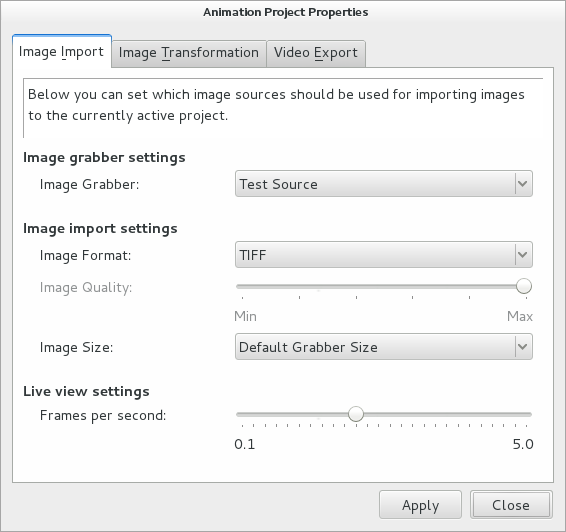 Animation Project Properties
Image Import
Image Transformation
Video Export
Below you can set which image sources should be used for importing images
to the currently active project.
Image grabber settings
Image Grabber:
Test Source
Image import settings
Image Format:
TIFF
Image Quality:
Min
Max
Image Size:
Default Grabber Size
Live view settings
Frames per second:
0.1
5.0
Apply
Close